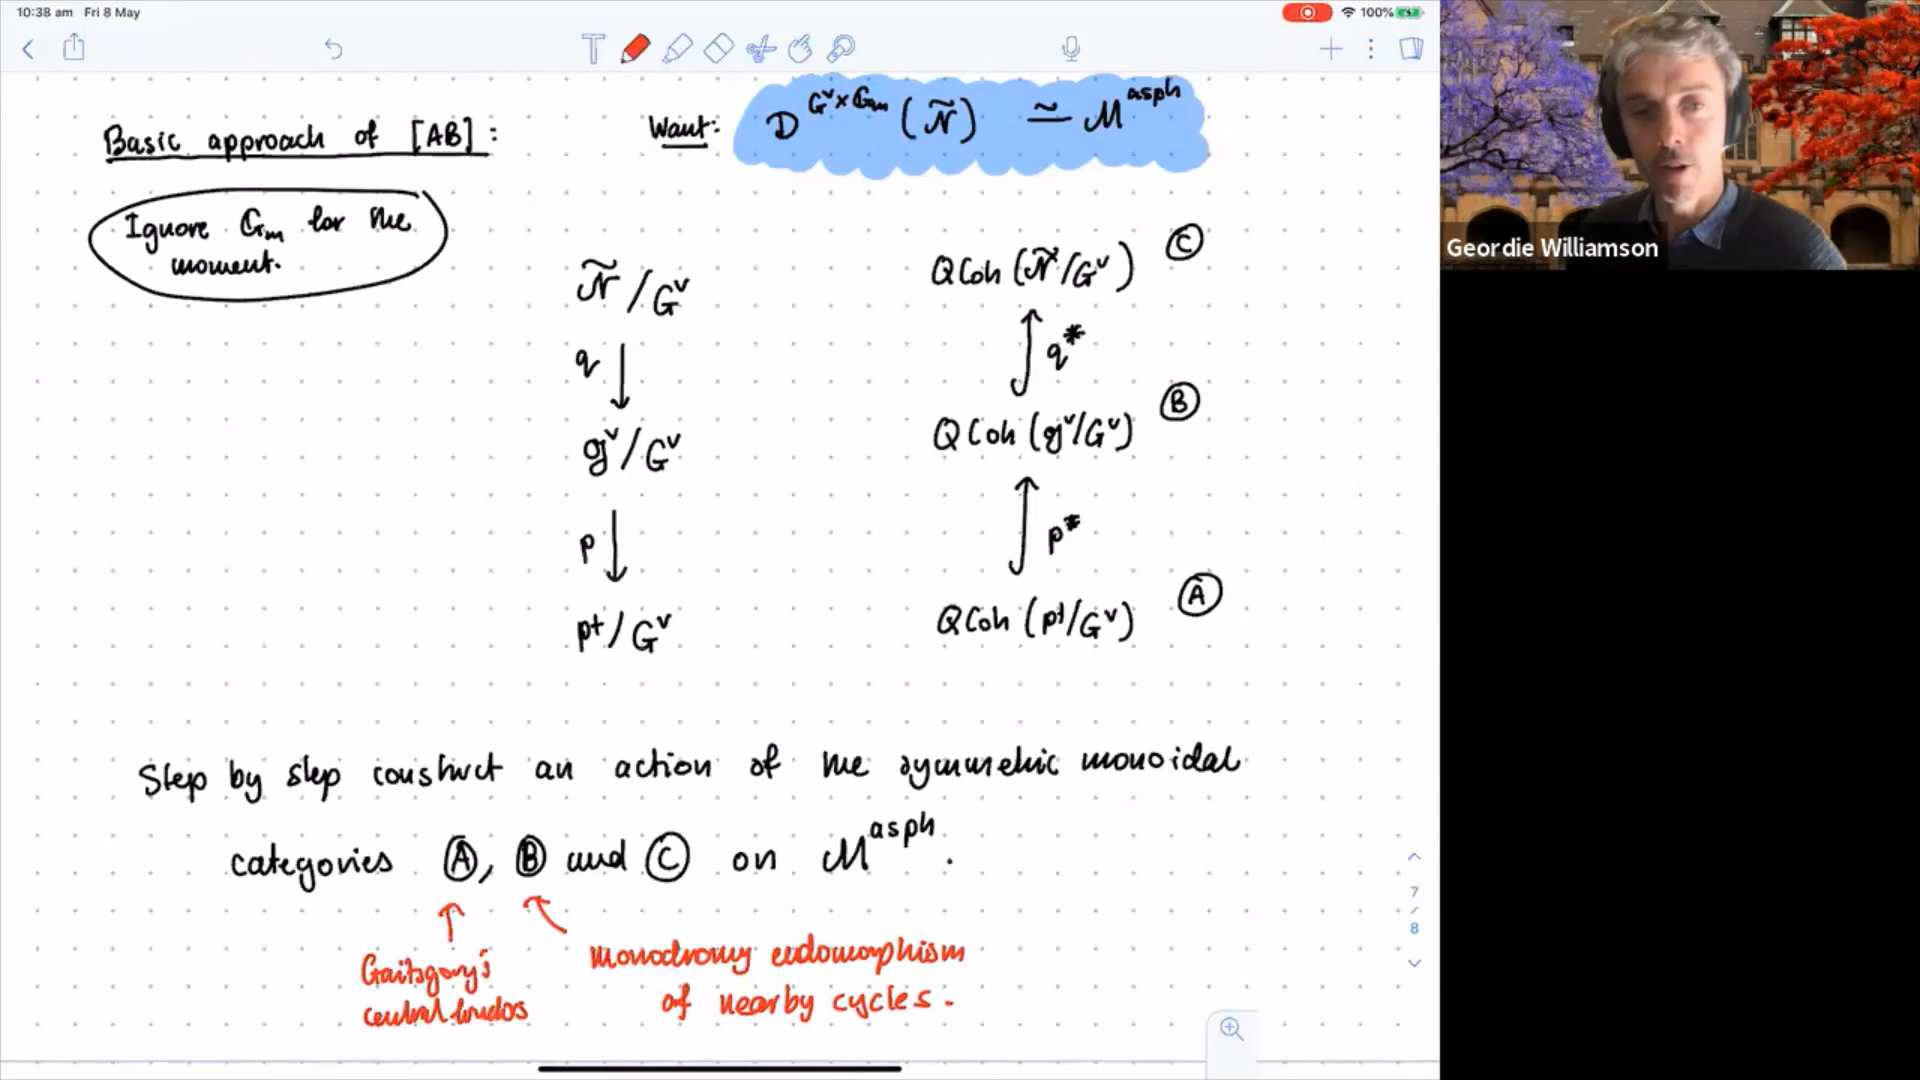 10:38 am Fri 8 May
100%
Geordie Williamson
Basic approach of [AB] :
Want: D^{G^∨×𝔾_m} (Ñ) ≃ M^{asph}
Ignore 𝔾_m for the
moment.
Ñ/G^∨
q ↓
𝔤^∨/G^∨
p ↓
pt/G^∨
QCoh (Ñ/G^∨) Ⓒ
↑ q*
QCoh (𝔤^∨/G^∨) Ⓑ
↑ p*
QCoh (pt/G^∨) Ⓐ
Step by step construct an action of the symmetric monoidal
categories Ⓐ, Ⓑ and Ⓒ on M^{asph}.
Gaitsgory's
central
monodromy endomorphism
of nearby cycles.
7
/
8